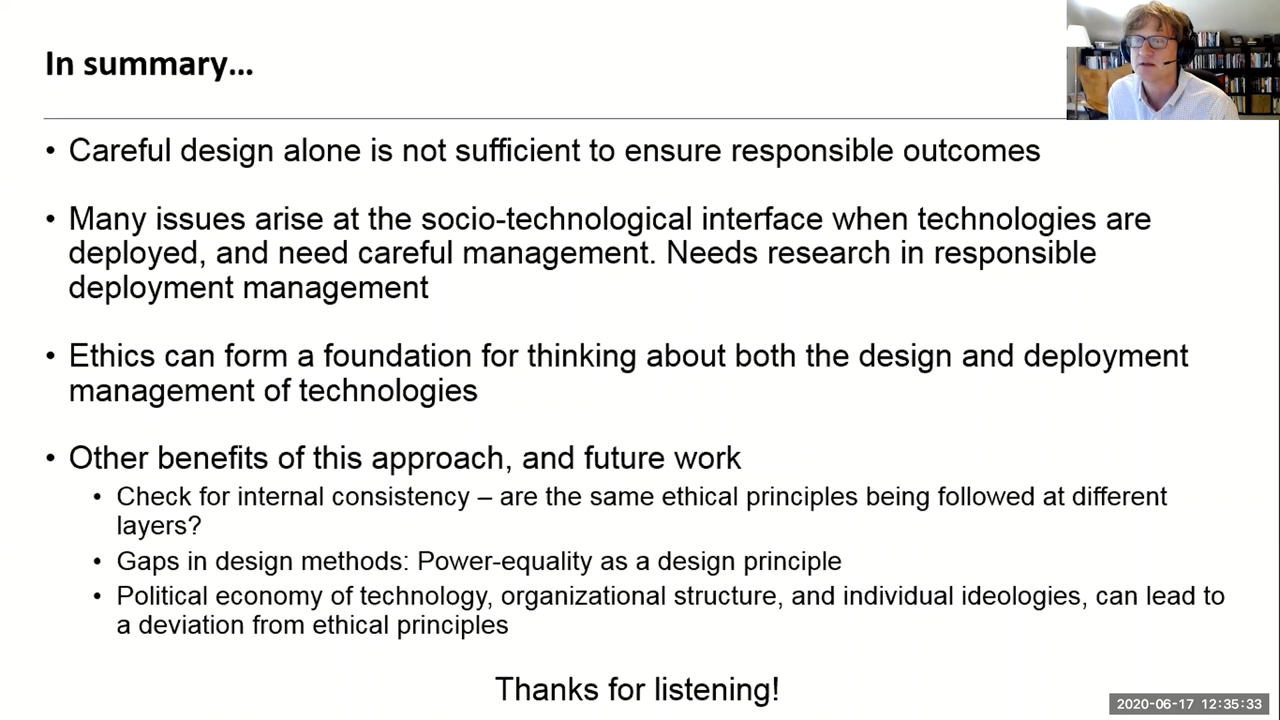 In summary...
• Careful design alone is not sufficient to ensure responsible outcomes
• Many issues arise at the socio-technological interface when technologies are
deployed, and need careful management. Needs research in responsible
deployment management
• Ethics can form a foundation for thinking about both the design and deployment
management of technologies
• Other benefits of this approach, and future work
• Check for internal consistency – are the same ethical principles being followed at different
layers?
• Gaps in design methods: Power-equality as a design principle
• Political economy of technology, organizational structure, and individual ideologies, can lead to
a deviation from ethical principles
Thanks for listening!
2020-06-17 12:35:33